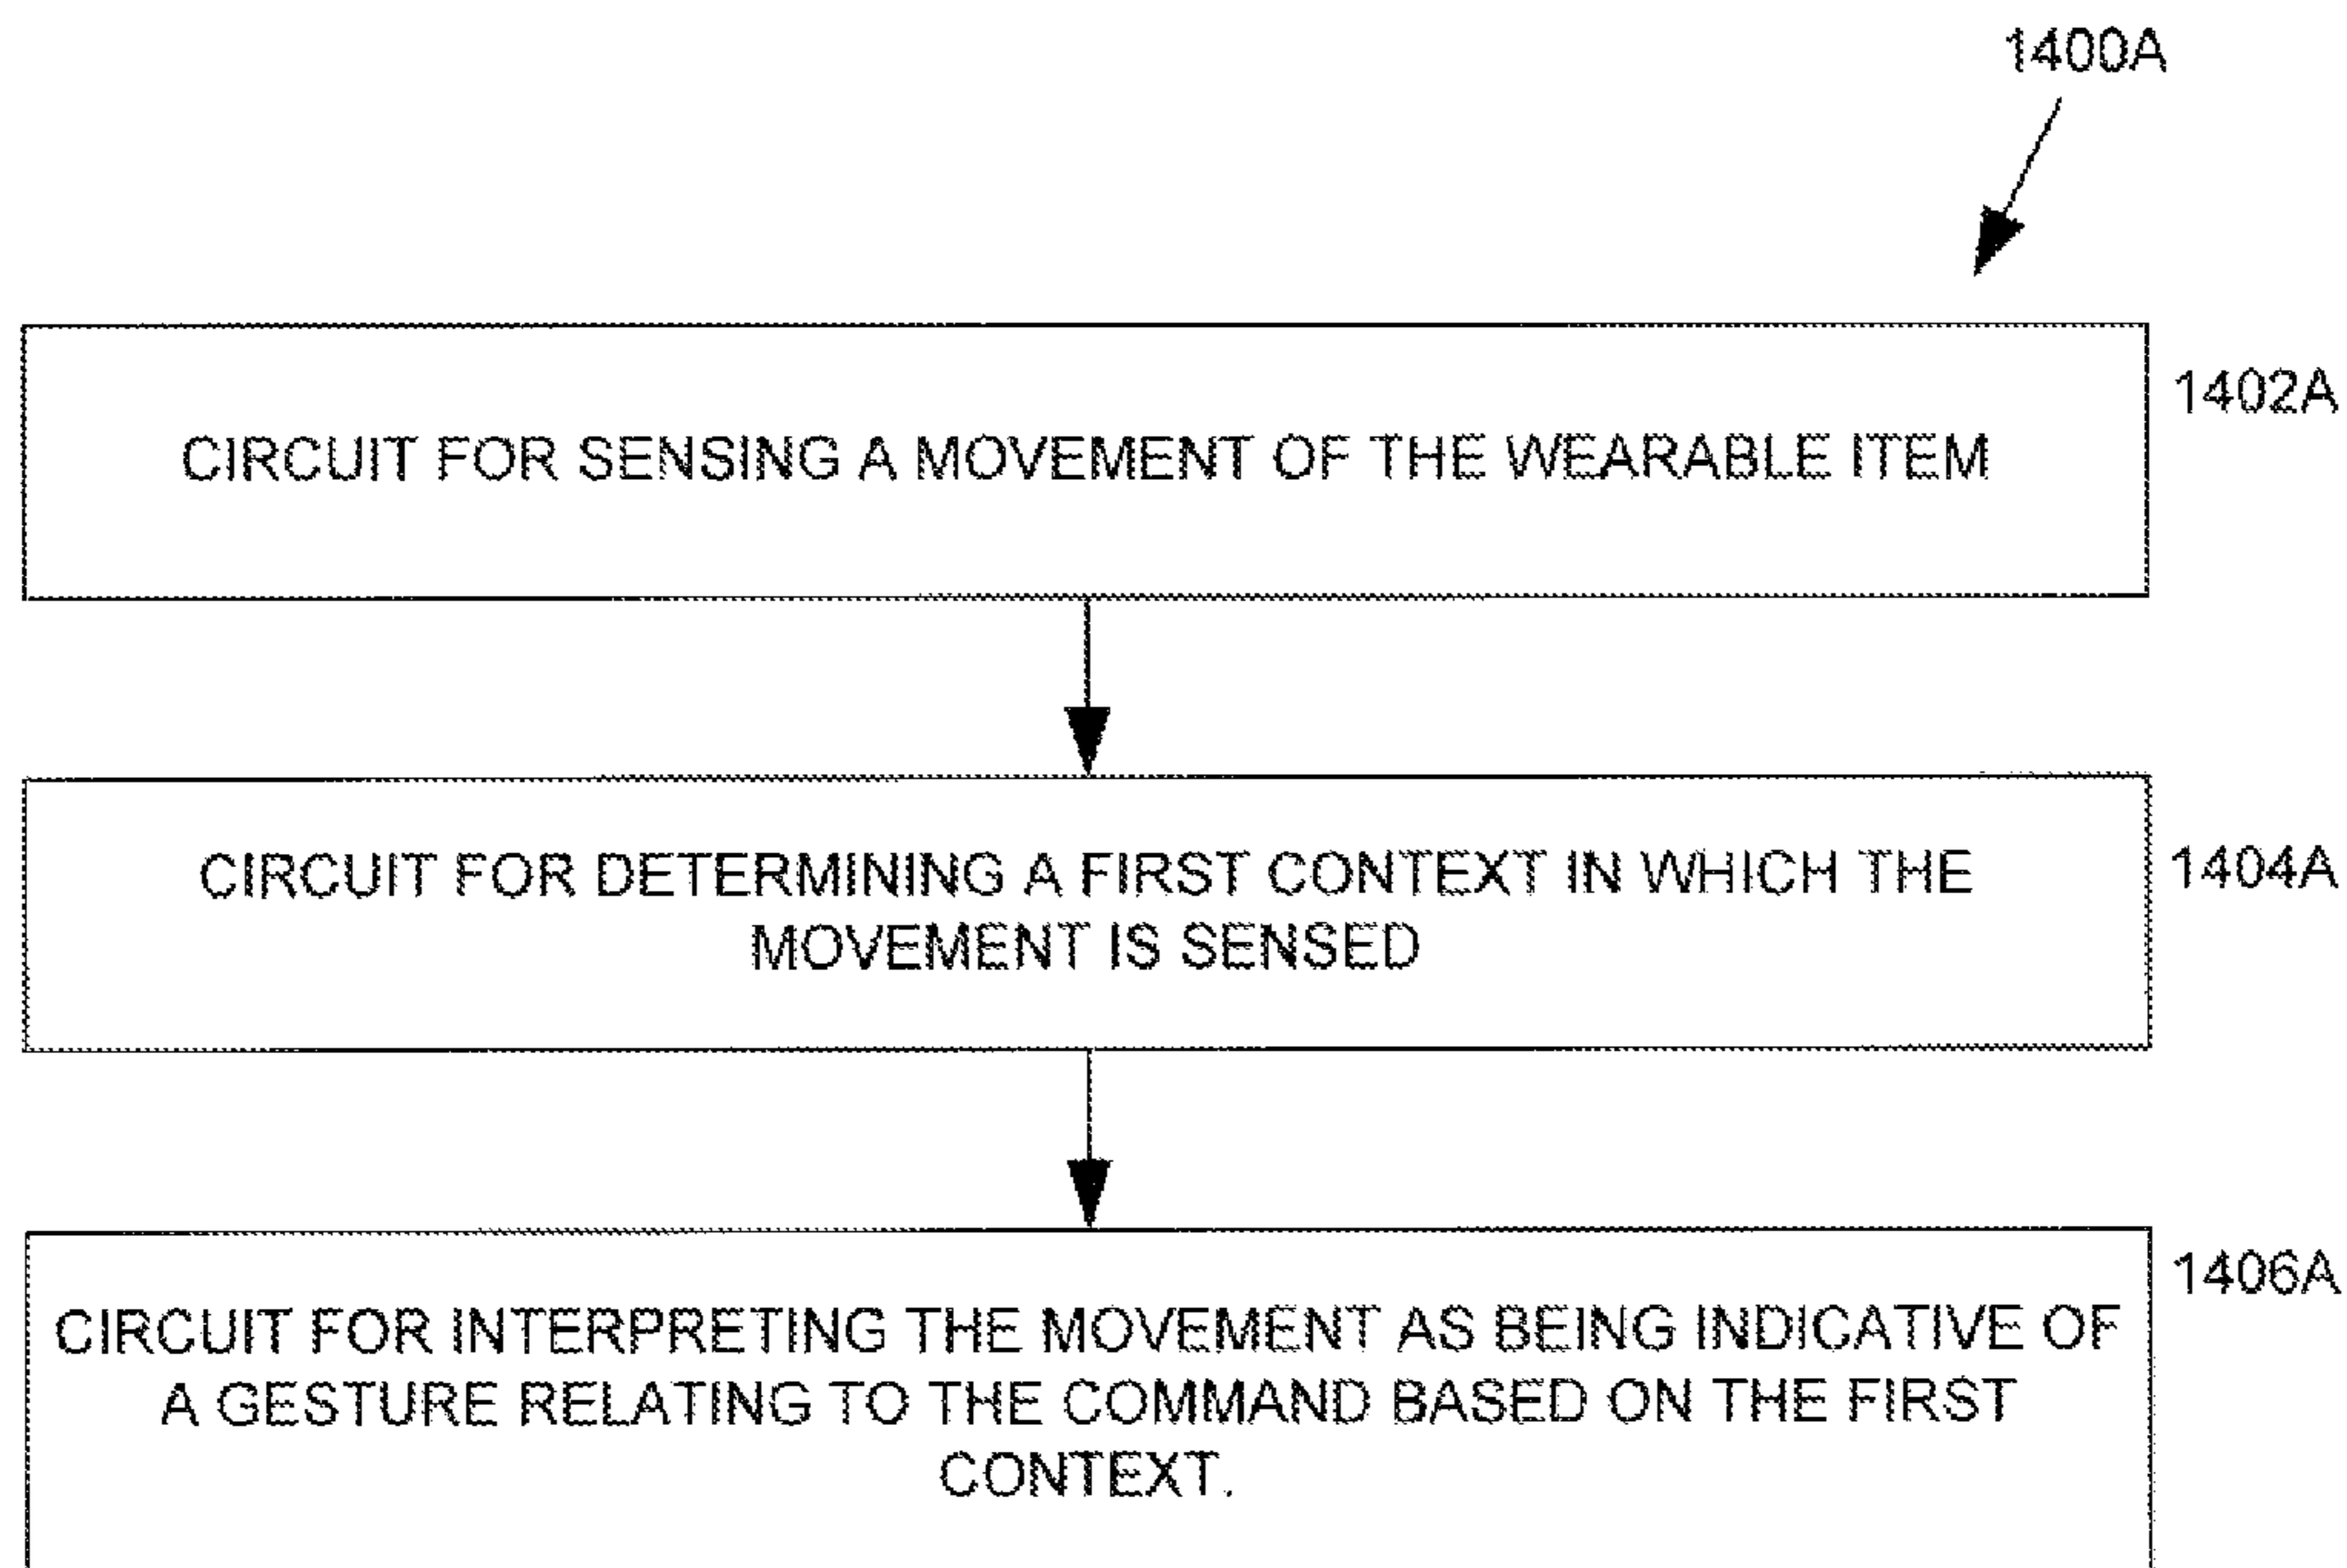 1400A
1402A
CIRCUIT FOR SENSING A MOVEMENT OF THE WEARABLE ITEM
CIRCUIT FOR DETERMINING A FIRST CONTEXT IN WHICH THE
1404A
MOVEMENT IS SENSED
1406A
CIRCUIT FOR INTERPRETING THE MOVEMENT AS BEING INDICATIVE OF
A GESTURE RELATING TO THE COMMAND BASED ON THE FIRST
CONTEXT.